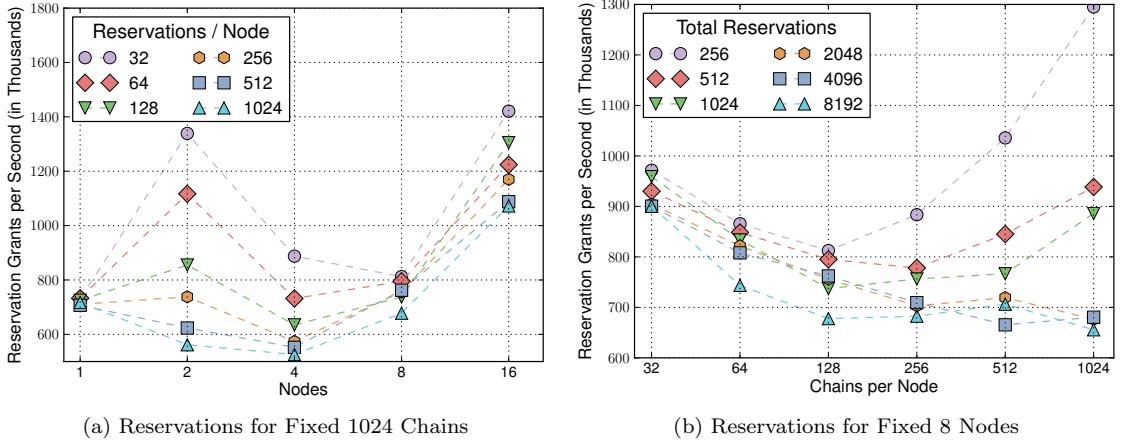 Reservation Grants per Second (in Thousands)
1800
1600
1400
1200
1000
800
600
Reservations / Node
32 256
64 512
128 1024
1 2 4 8 16
Nodes
(a) Reservations for Fixed 1024 Chains
Reservation Grants per Second (in Thousands)
1300
1200
1100
1000
900
800
700
600
Total Reservations
256 2048
512 4096
1024 8192
32 64 128 256 512 1024
Chains per Node
(b) Reservations for Fixed 8 Nodes